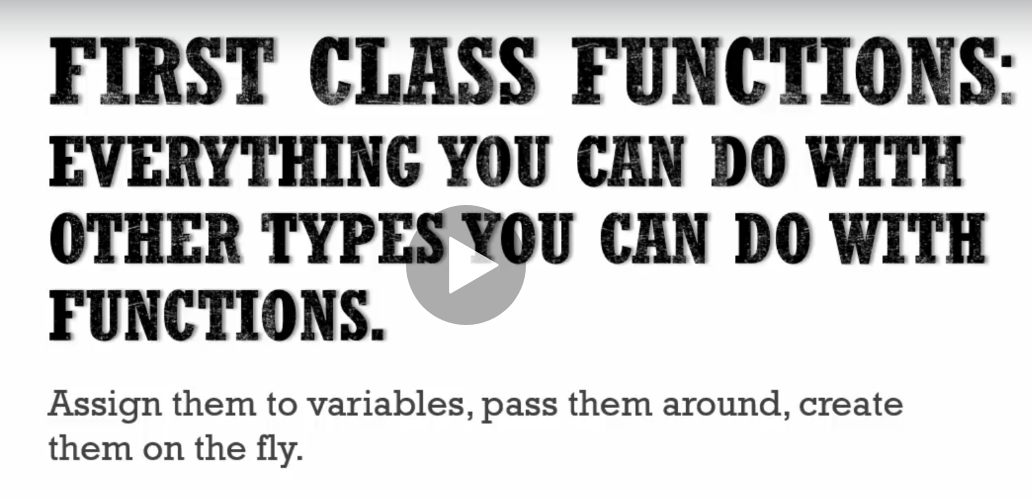 FIRST CLASS FUNCTIONS:
EVERYTHING YOU CAN DO WITH
OTHER TYPES YOU CAN DO WITH
FUNCTIONS.
Assign them to variables, pass them around, create
them on the fly.